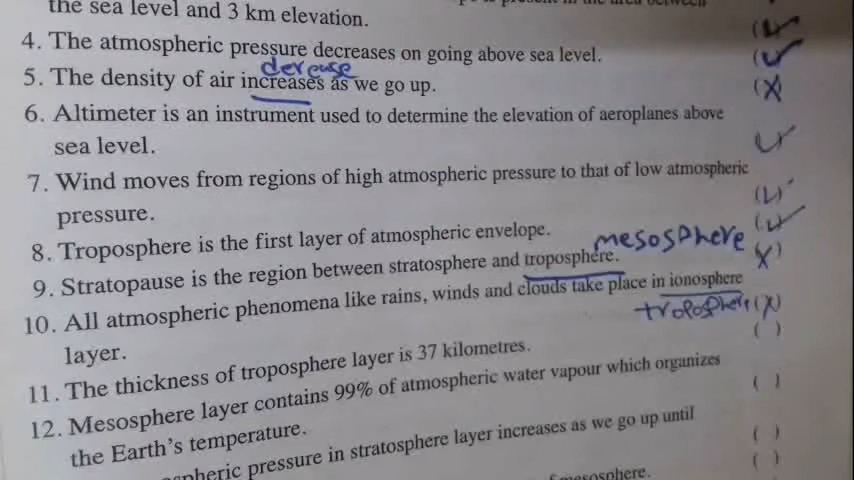 the sea level and 3 km elevation.
4. The atmospheric pressure decreases on going above sea level.
derease
5. The density of air increases as we go up.
(X)
6. Altimeter is an instrument used to determine the elevation of aeroplanes above
sea level.
7. Wind moves from regions of high atmospheric pressure to that of low atmospheric
pressure.
8. Troposphere is the first layer of atmospheric envelope.
mesosphere
9. Stratopause is the region between stratosphere and troposphere.
X)
10. All atmospheric phenomena like rains, winds and clouds take place in ionosphere
layer.
troposphere (X)
( )
11. The thickness of troposphere layer is 37 kilometres.
12. Mesosphere layer contains 99% of atmospheric water vapour which organizes
the Earth's temperature.
( )
pheric pressure in stratosphere layer increases as we go up until
( )
( )
mesosphere.